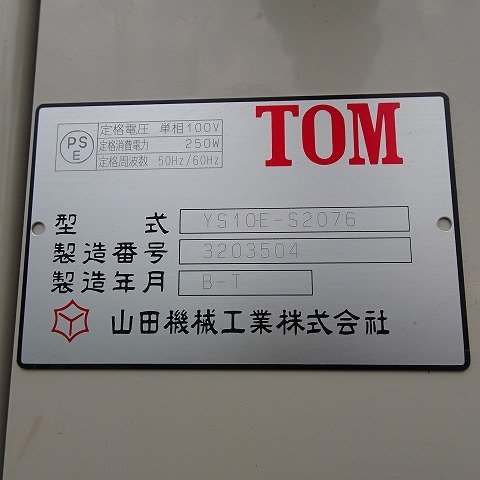 PS E
定格電圧 単相100V
定格消費電力 250W
定格周波数 50Hz/60Hz
TOM
型 式 YS10E-S2076
製造番号 3203504
製造年月 B-T
山田機械工業株式会社